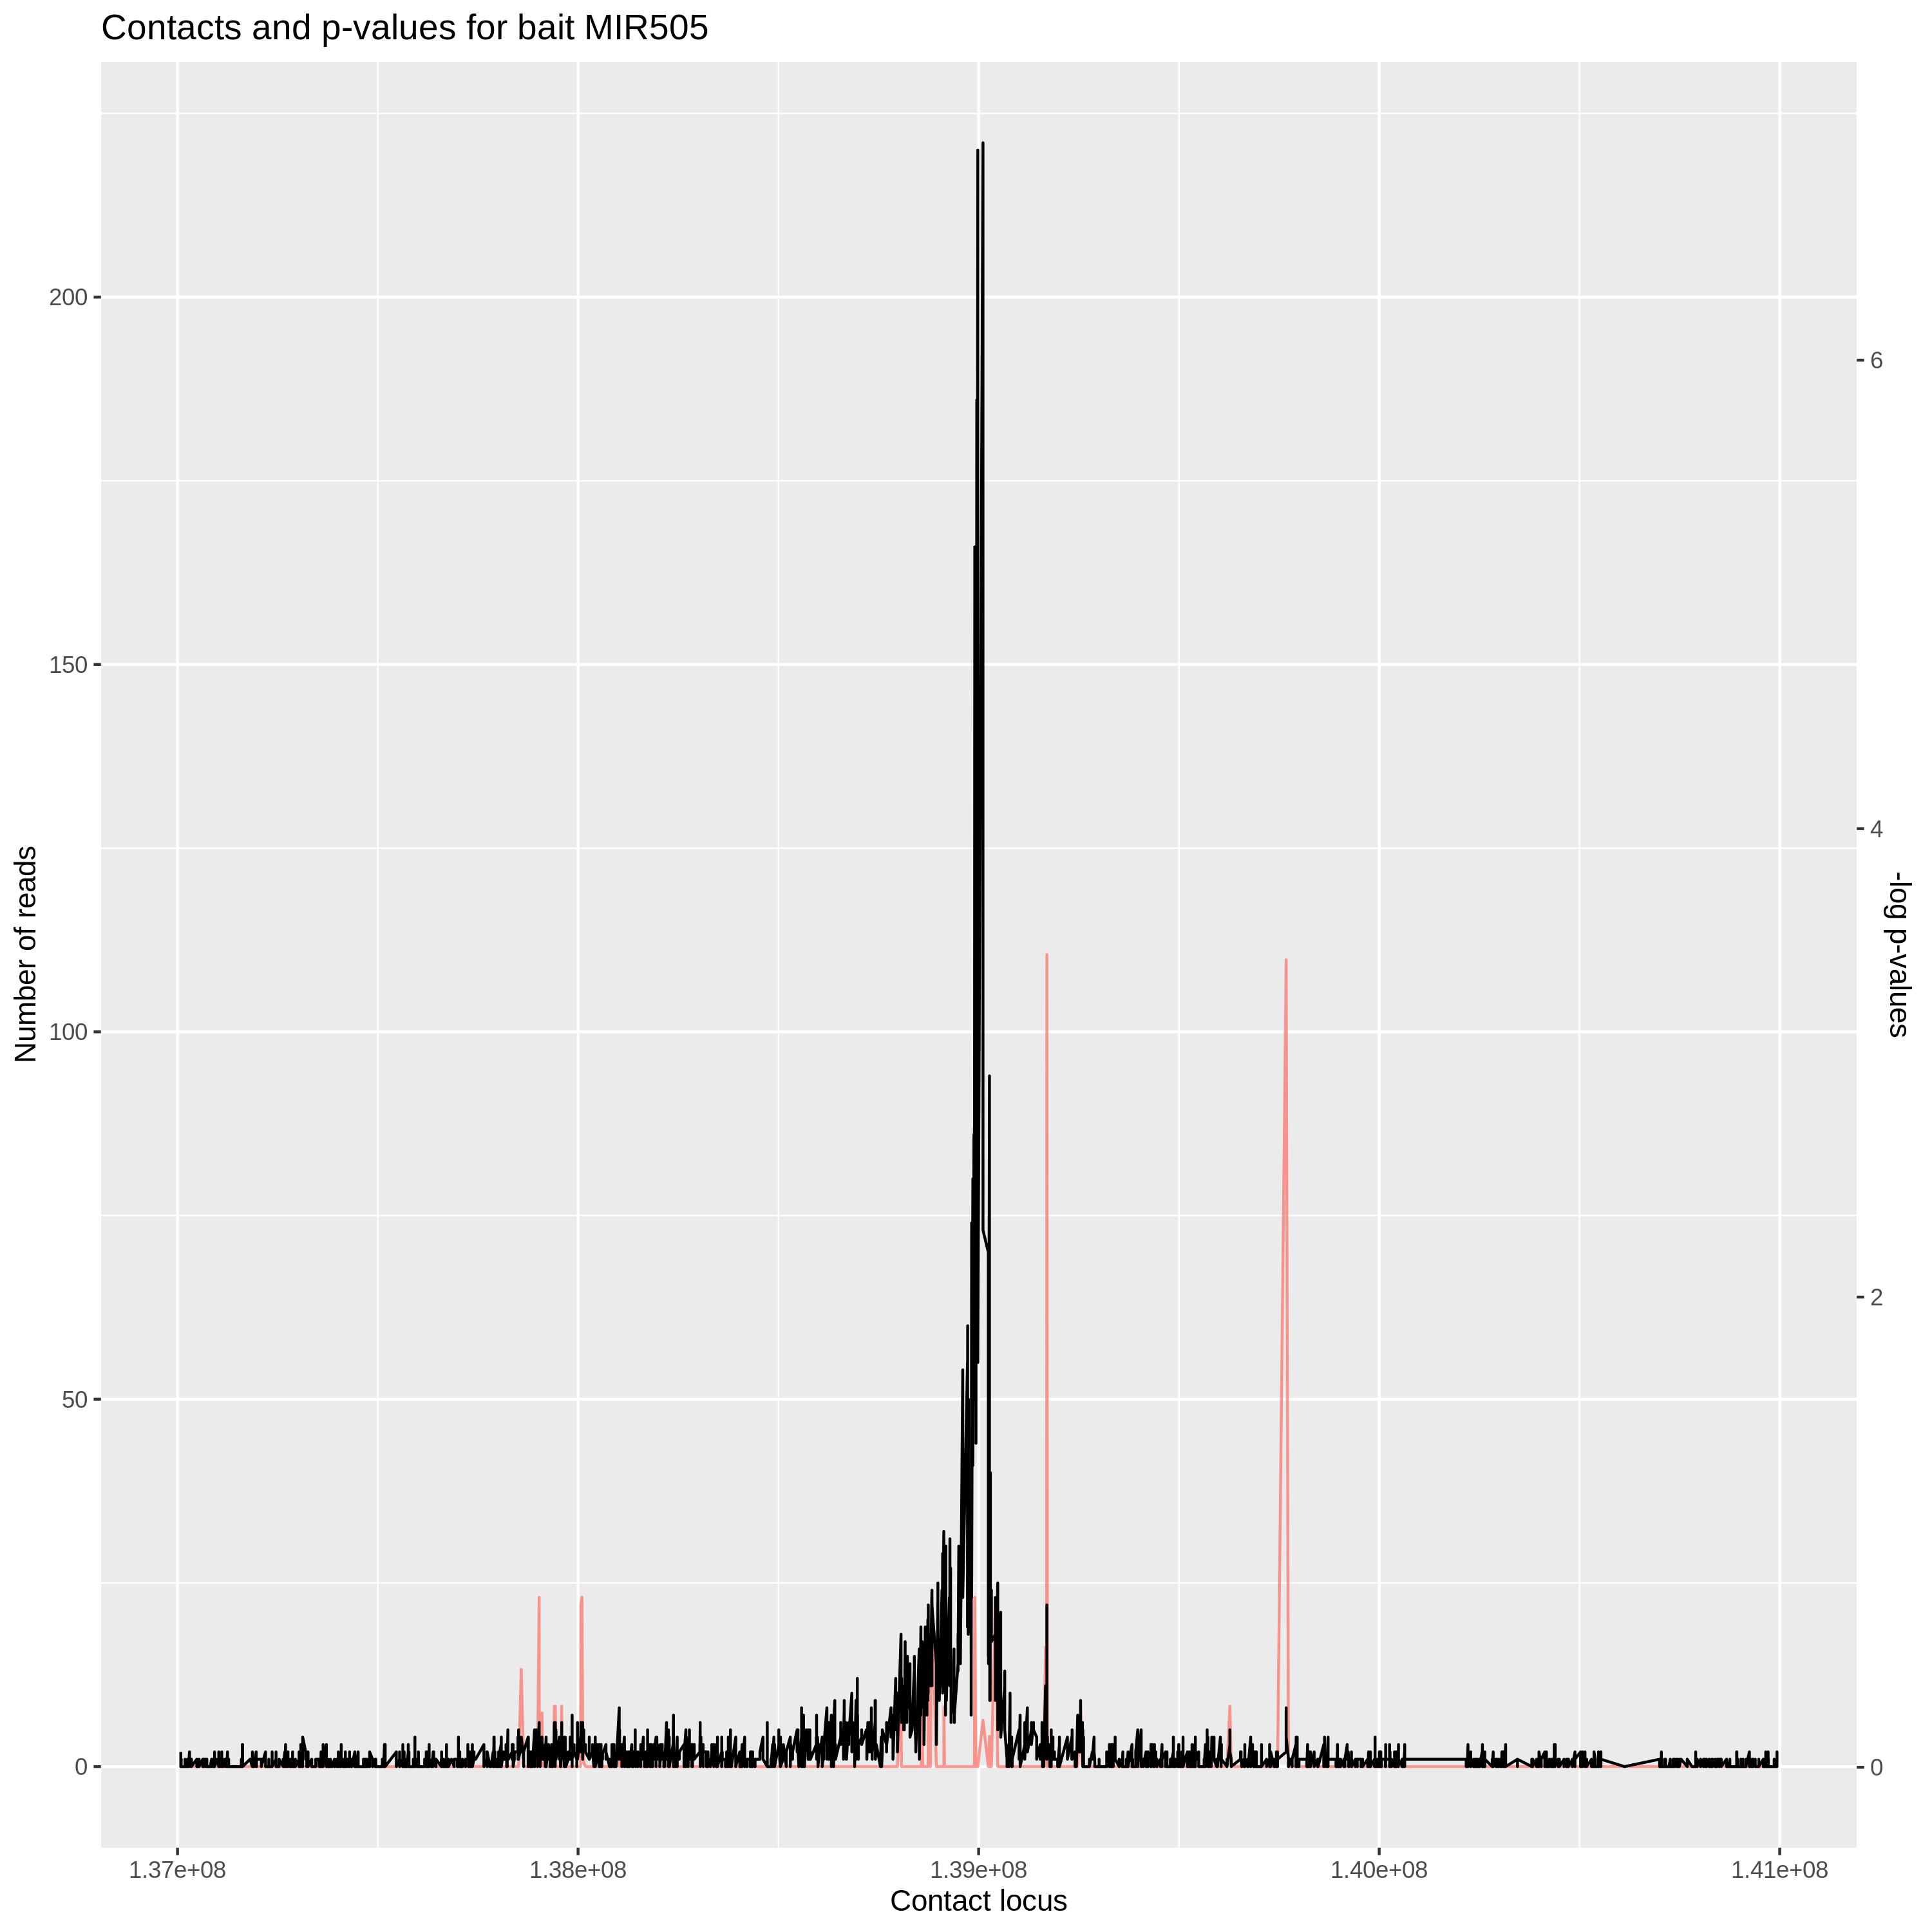 Contacts and p-values for bait MIR505
200
150
100
50
0
Number of reads
6
4
2
0
-log p-values
1.37e+08 1.38e+08 1.39e+08 1.40e+08 1.41e+08
Contact locus